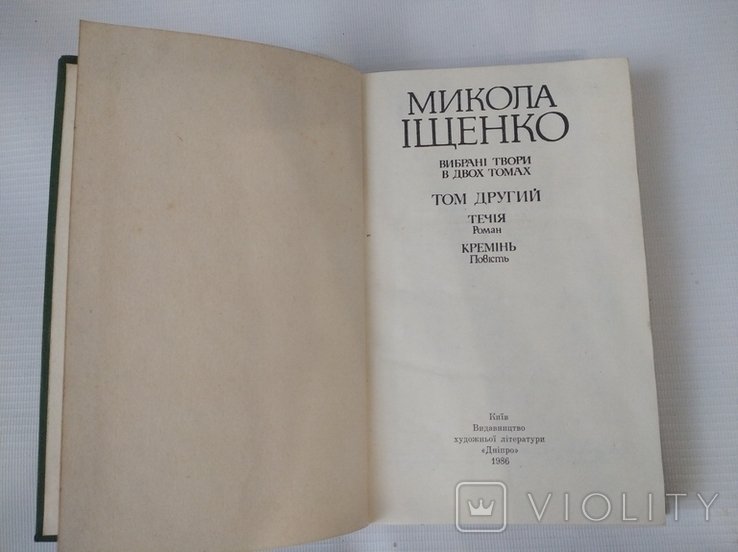 МИКОЛА
ІЩЕНКО
ВИБРАНІ ТВОРИ
В ДВОХ ТОМАХ
ТОМ ДРУГИЙ
ТЕЧІЯ
Роман
КРЕМІНЬ
Повість
Київ
Видавництво
художньої літератури
«Дніпро»
1986
VIOLITY